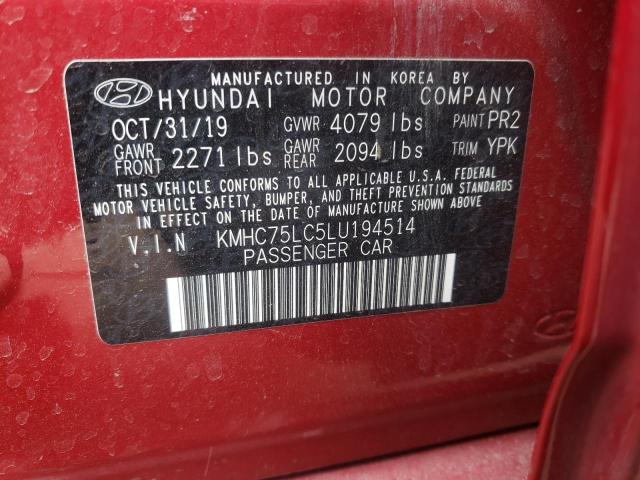 MANUFACTURED IN KOREA BY
HYUNDAI MOTOR COMPANY
OCT/31/19 GVWR 4079 lbs PAINT PR2
GAWR FRONT 2271 lbs GAWR REAR 2094 lbs TRIM YPK
THIS VEHICLE CONFORMS TO ALL APPLICABLE U.S.A. FEDERAL
MOTOR VEHICLE SAFETY, BUMPER, AND THEFT PREVENTION STANDARDS
IN EFFECT ON THE DATE OF MANUFACTURE SHOWN ABOVE
V.I.N KMHC75LC5LU194514
PASSENGER CAR